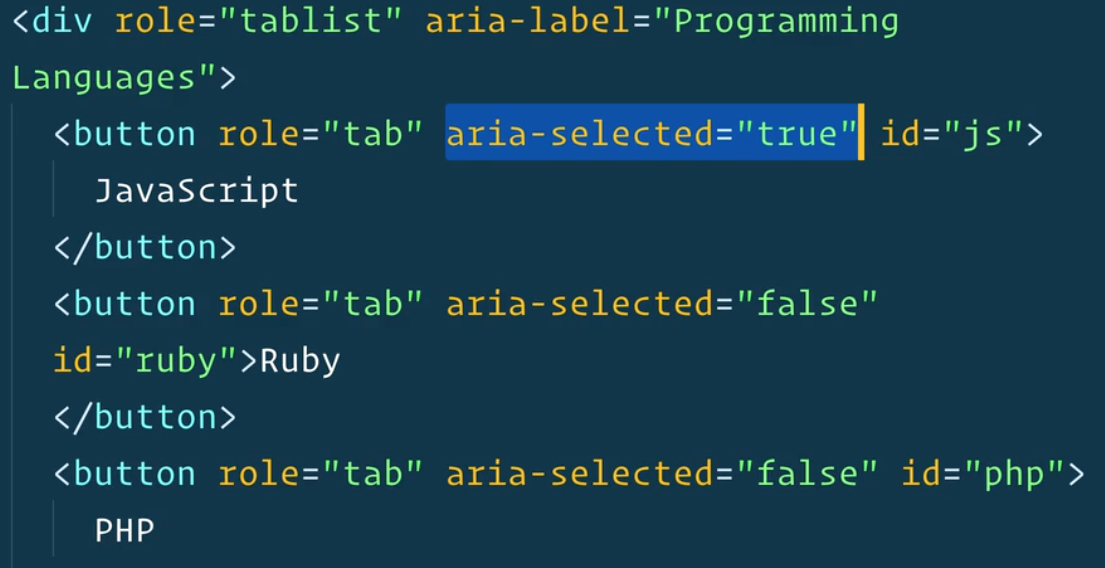 <div role="tablist" aria-label="Programming
Languages">
<button role="tab" aria-selected="true" id="js">
JavaScript
</button>
<button role="tab" aria-selected="false"
id="ruby">Ruby
</button>
<button role="tab" aria-selected="false" id="php">
PHP